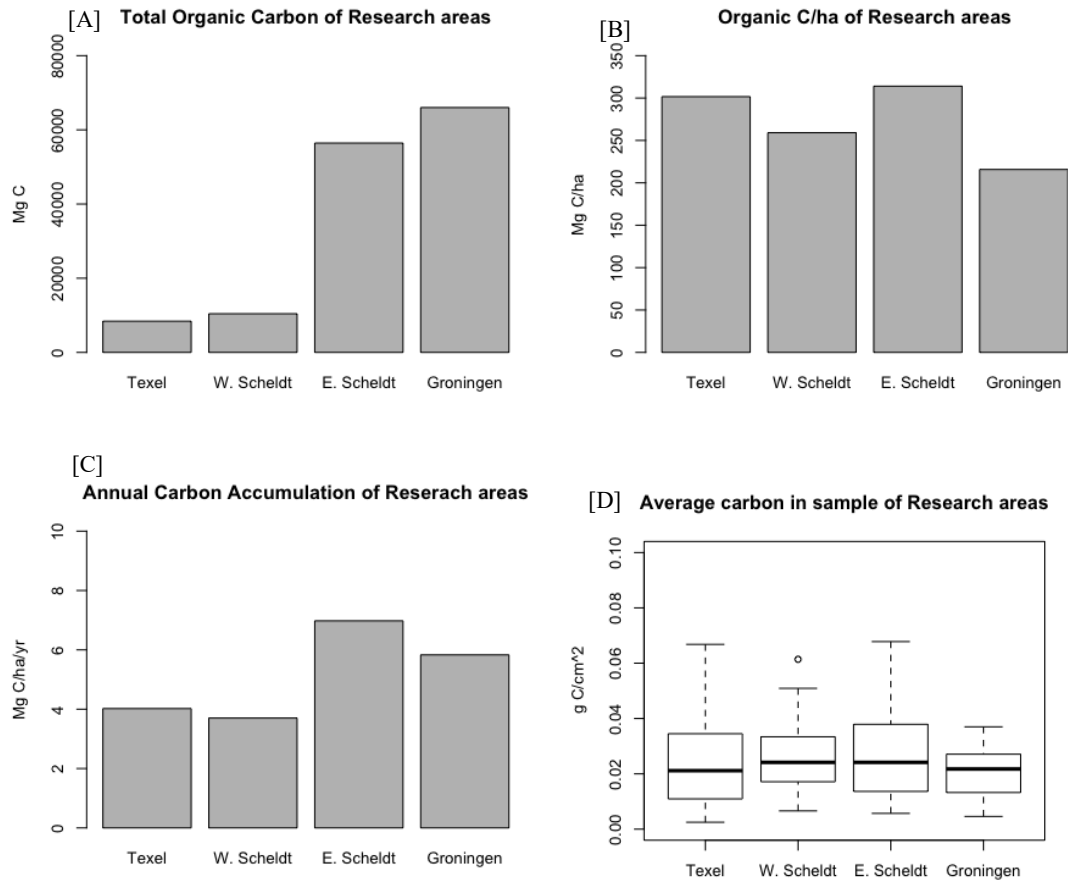 [A] Total Organic Carbon of Research areas
Mg C
80000
60000
40000
20000
0
Texel W. Scheldt E. Scheldt Groningen
[B] Organic C/ha of Research areas
Mg C/ha
350
300
250
200
150
100
50
0
Texel W. Scheldt E. Scheldt Groningen
[C]
Annual Carbon Accumulation of Reserach areas
Mg C/ha/yr
10
8
6
4
2
0
Texel W. Scheldt E. Scheldt Groningen
[D] Average carbon in sample of Research areas
g C/cm^2
0.10
0.08
0.06
0.04
0.02
0.00
Texel W. Scheldt E. Scheldt Groningen